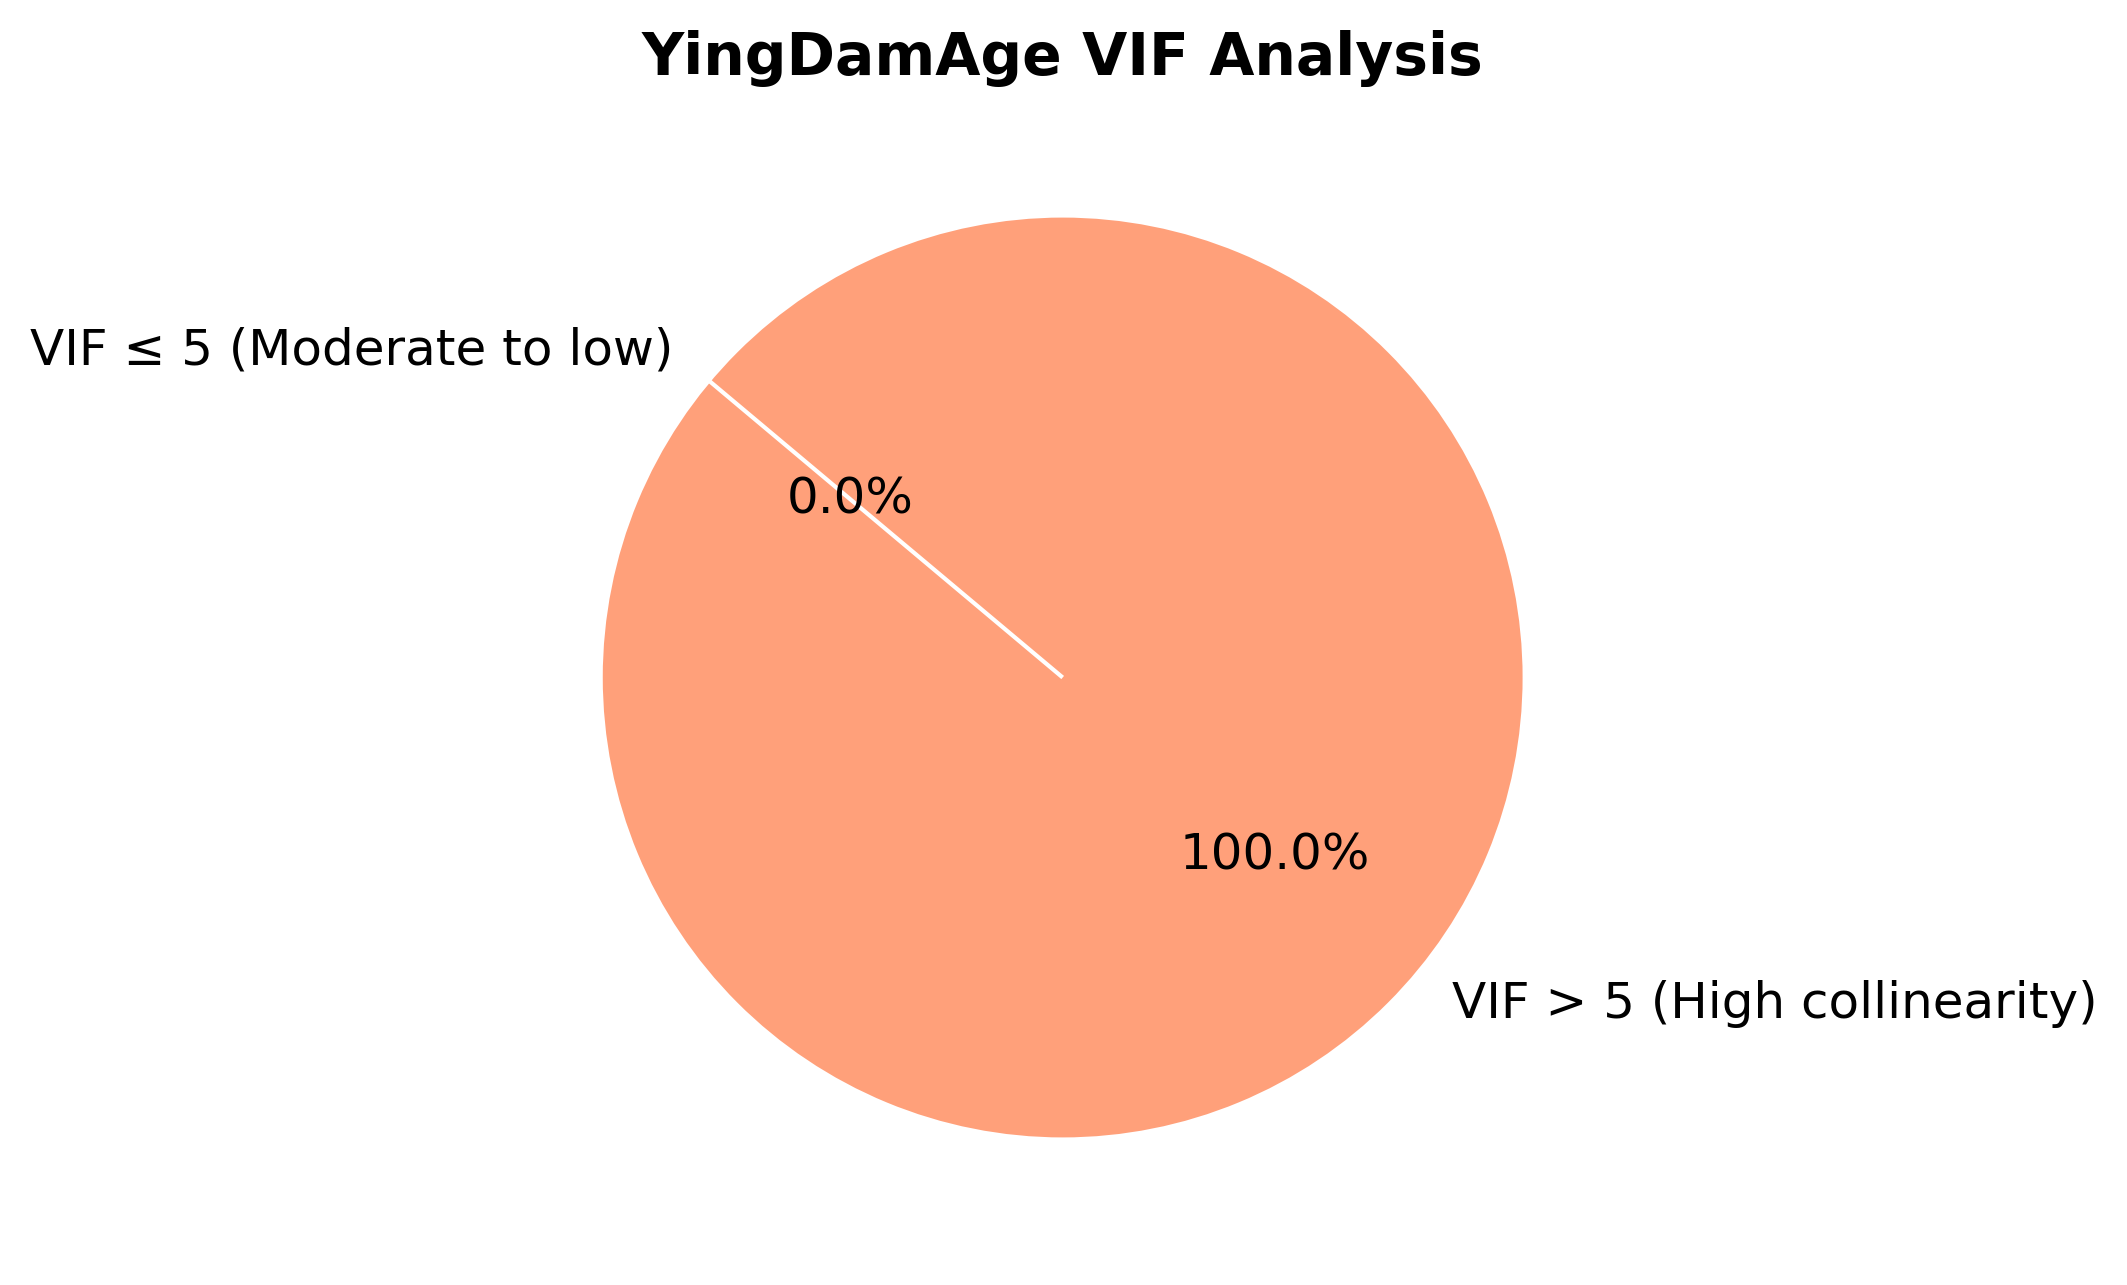 YingDamAge VIF Analysis
VIF ≤ 5 (Moderate to low)
0.0%
100.0%
VIF > 5 (High collinearity)